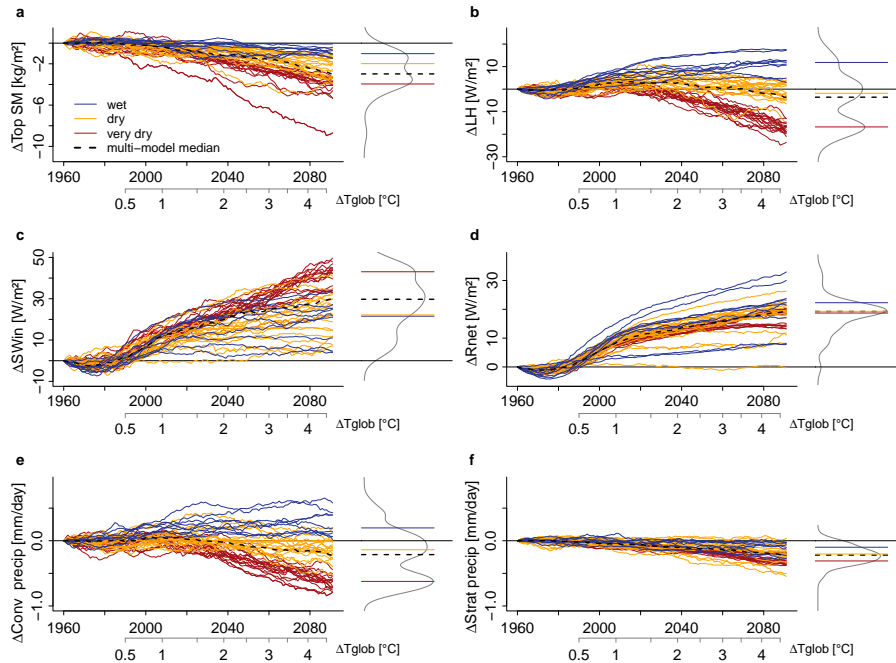 a
ΔTop SM [kg/m²]
−2
−6
−10
wet
dry
very dry
multi−model median
1960 2000 2040 2080
0.5 1 2 3 4 ΔTglob [°C]
b
ΔLH [W/m²]
10
−10
−30
1960 2000 2040 2080
0.5 1 2 3 4 ΔTglob [°C]
c
ΔSWin [W/m²]
50
30
10
−10
1960 2000 2040 2080
0.5 1 2 3 4 ΔTglob [°C]
d
ΔRnet [W/m²]
30
10
0
1960 2000 2040 2080
0.5 1 2 3 4 ΔTglob [°C]
e
ΔConv precip [mm/day]
0.0
−1.0
1960 2000 2040 2080
0.5 1 2 3 4 ΔTglob [°C]
f
ΔStrat precip [mm/day]
0.0
−1.0
1960 2000 2040 2080
0.5 1 2 3 4 ΔTglob [°C]